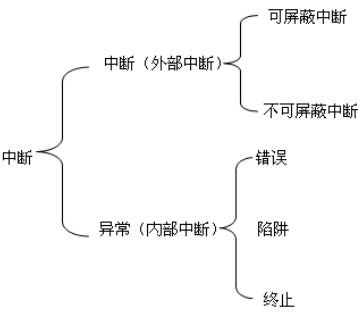 可屏蔽中断
中断（外部中断）
不可屏蔽中断
中断
错误
异常（内部中断）
陷阱
终止